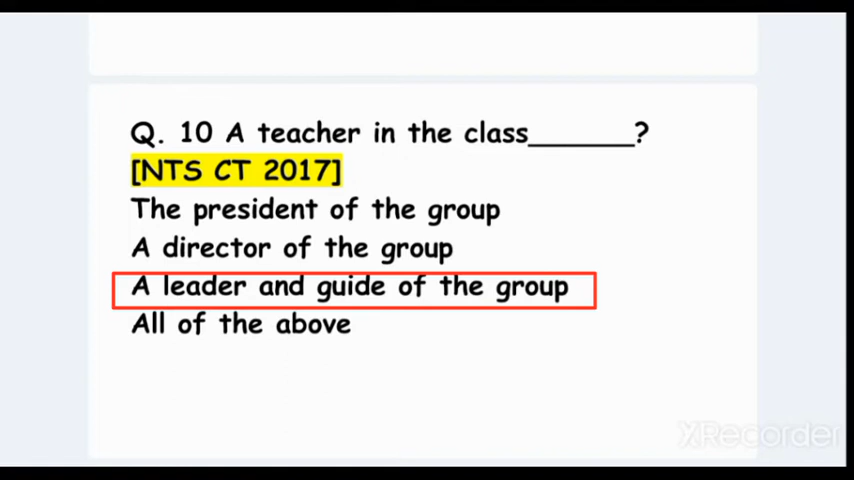 Q. 10 A teacher in the class_______?
[NTS CT 2017]
The president of the group
A director of the group
A leader and guide of the group
All of the above
XRecorder